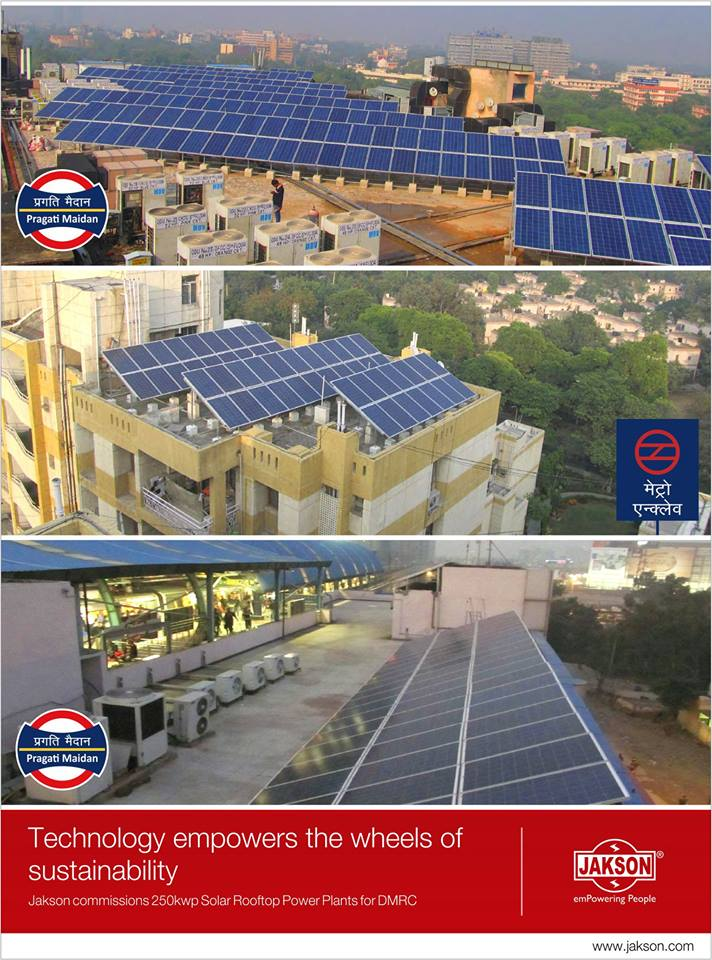 प्रगति मैदान
Pragati Maidan
मेट्रो
एन्क्लेव
प्रगति मैदान
Pragati Maidan
Technology empowers the wheels of
sustainability
Jakson commissions 250kwp Solar Rooftop Power Plants for DMRC
JAKSON®
emPowering People
www.jakson.com